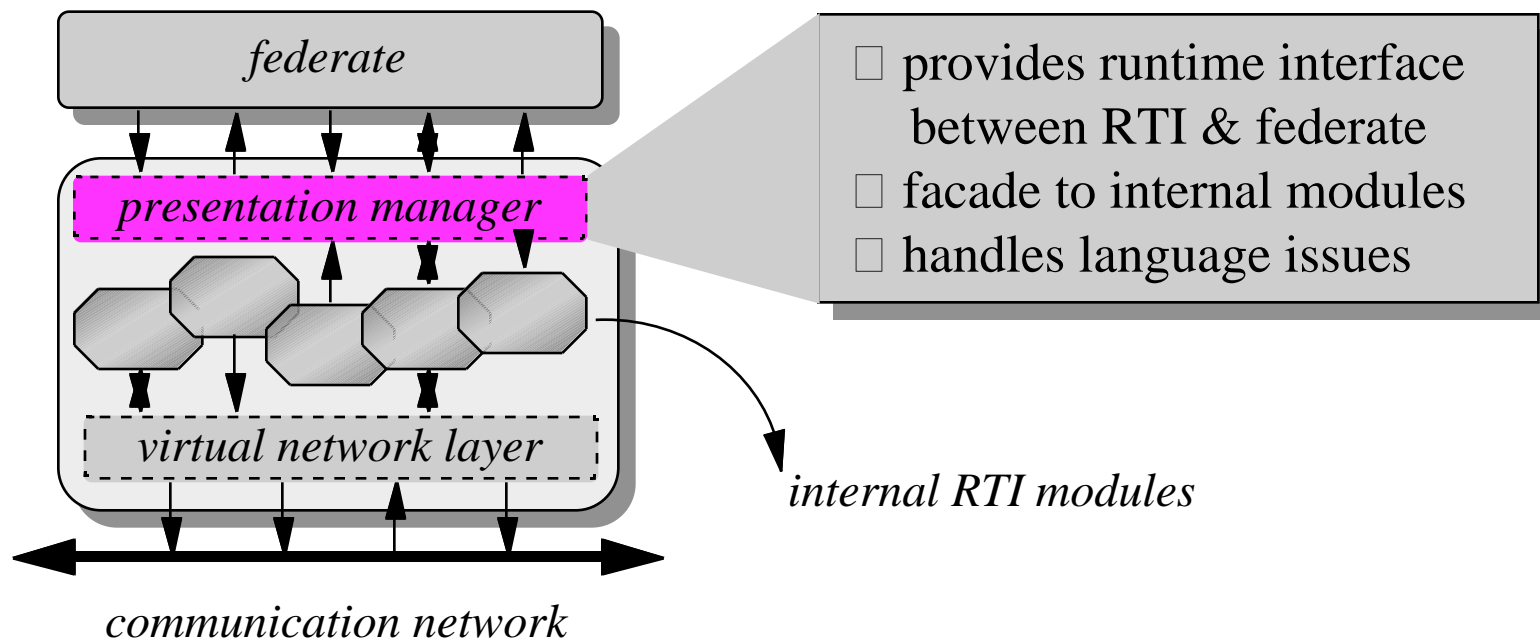 federate
□ provides runtime interface
between RTI & federate
□ facade to internal modules
□ handles language issues
presentation manager
virtual network layer
internal RTI modules
communication network